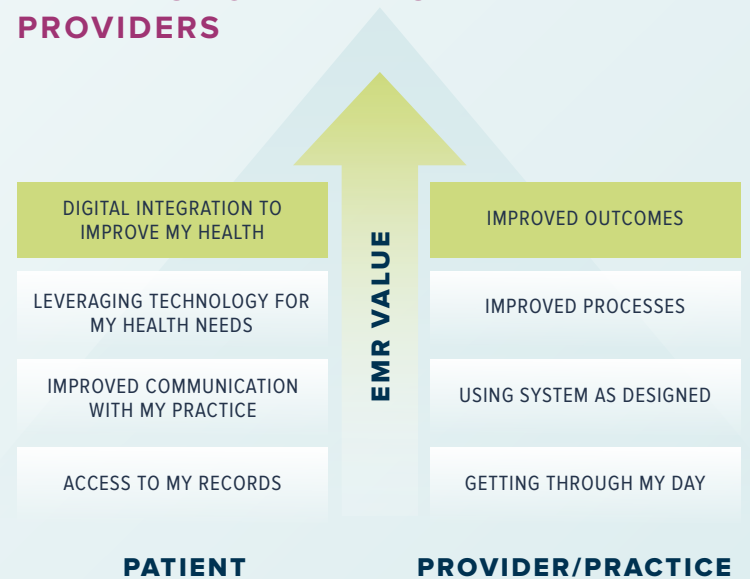 PROVIDERS
DIGITAL INTEGRATION TO
IMPROVE MY HEALTH
LEVERAGING TECHNOLOGY FOR
MY HEALTH NEEDS
IMPROVED COMMUNICATION
WITH MY PRACTICE
ACCESS TO MY RECORDS
PATIENT
EMR VALUE
IMPROVED OUTCOMES
IMPROVED PROCESSES
USING SYSTEM AS DESIGNED
GETTING THROUGH MY DAY
PROVIDER/PRACTICE